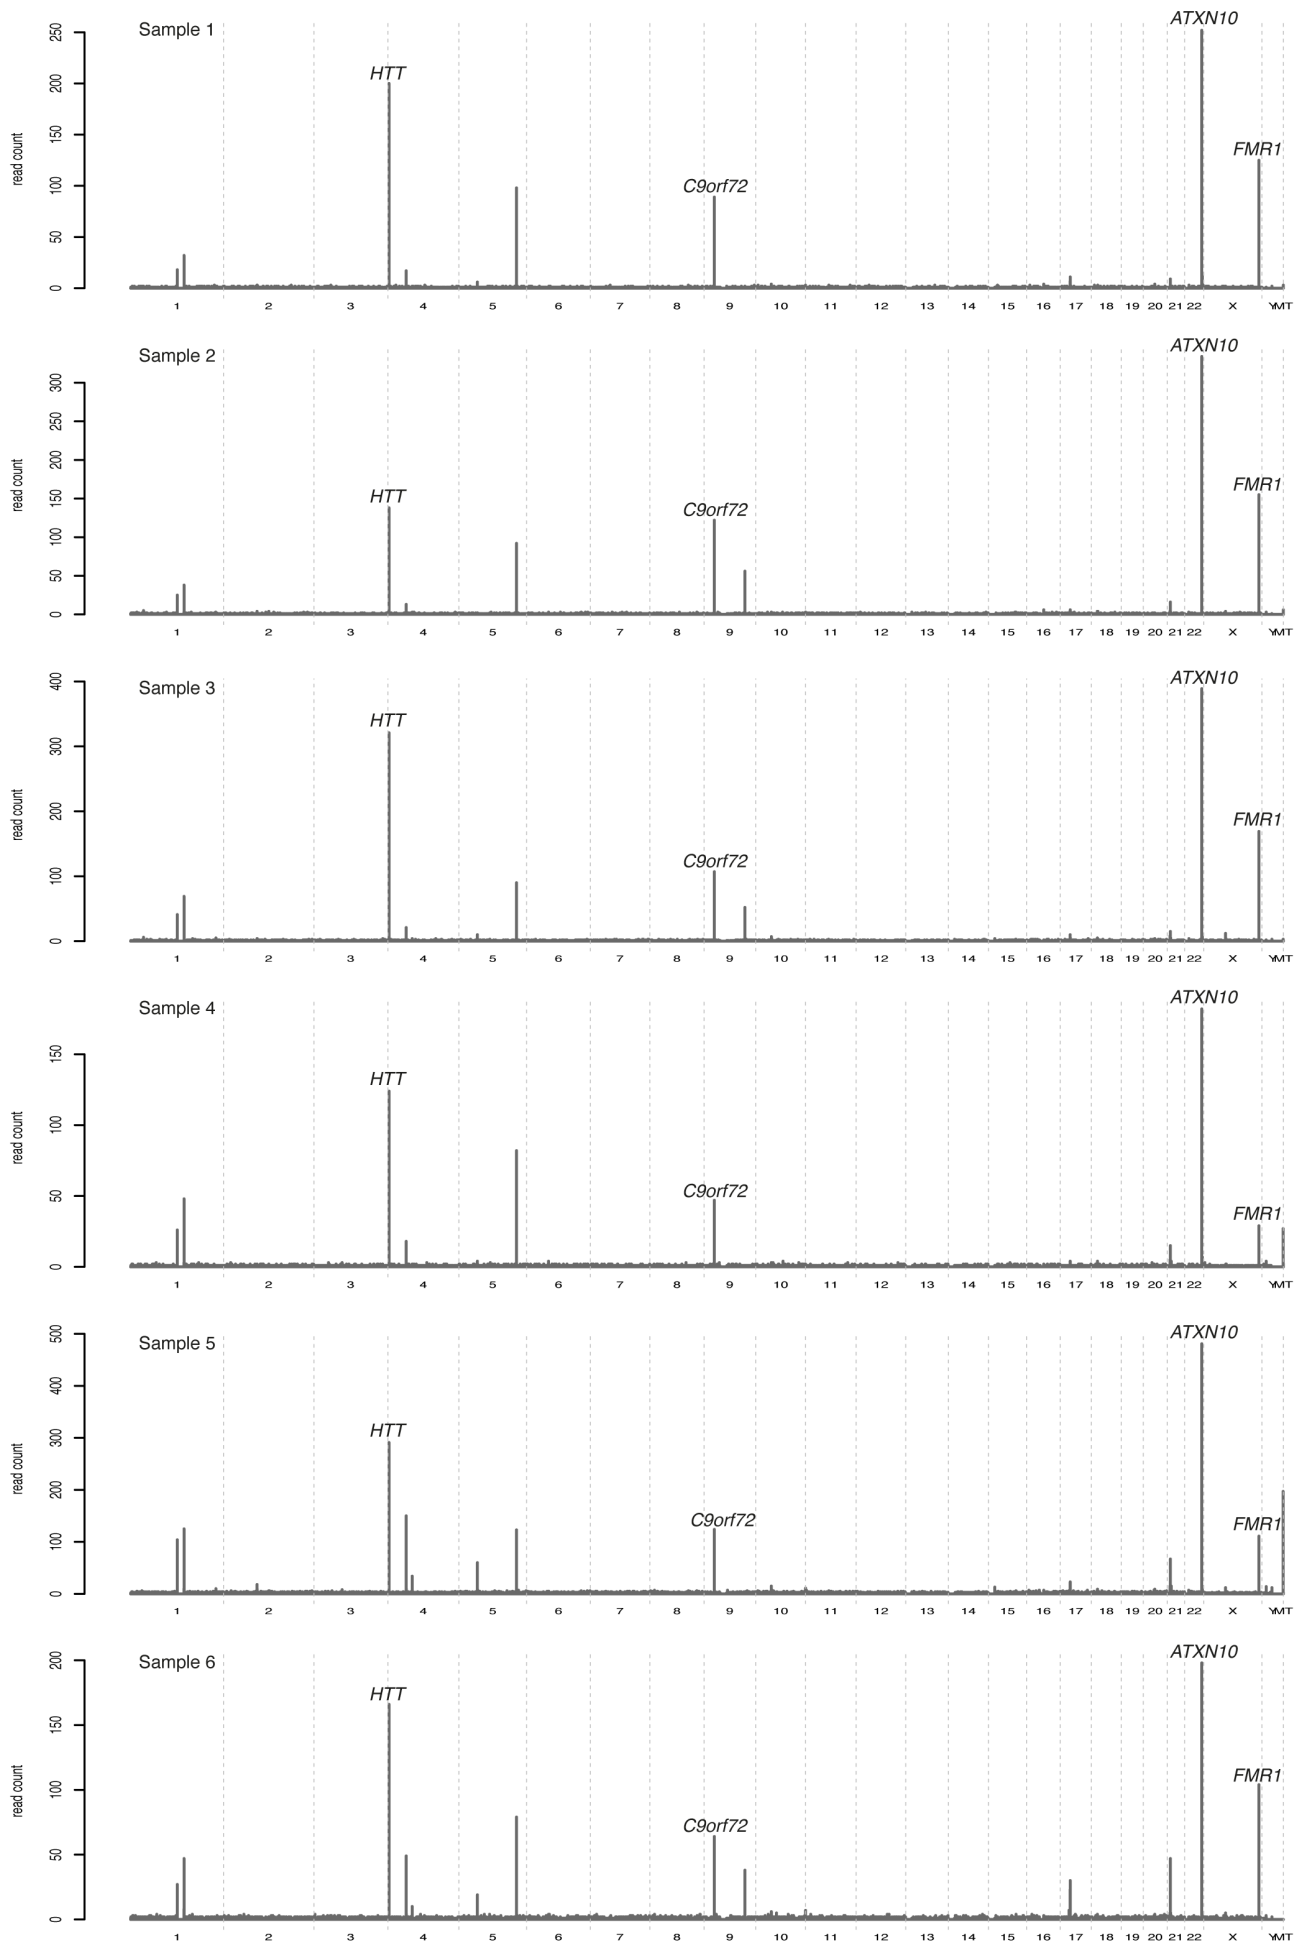 Sample 1
ATXN10
HTT
FMR1
C9orf72
read count
0 50 100 150 200 250
1 2 3 4 5 6 7 8 9 10 11 12 13 14 15 16 17 18 19 20 21 22 X Y MT
Sample 2
ATXN10
HTT
FMR1
C9orf72
read count
0 50 100 150 200 250 300
1 2 3 4 5 6 7 8 9 10 11 12 13 14 15 16 17 18 19 20 21 22 X Y MT
Sample 3
ATXN10
HTT
FMR1
C9orf72
read count
0 100 200 300 400
1 2 3 4 5 6 7 8 9 10 11 12 13 14 15 16 17 18 19 20 21 22 X Y MT
Sample 4
ATXN10
HTT
C9orf72
FMR1
read count
0 50 100 150
1 2 3 4 5 6 7 8 9 10 11 12 13 14 15 16 17 18 19 20 21 22 X Y MT
Sample 5
ATXN10
HTT
C9orf72
FMR1
read count
0 100 200 300 400 500
1 2 3 4 5 6 7 8 9 10 11 12 13 14 15 16 17 18 19 20 21 22 X Y MT
Sample 6
ATXN10
HTT
FMR1
C9orf72
read count
0 50 100 150 200
1 2 3 4 5 6 7 8 9 10 11 12 13 14 15 16 17 18 19 20 21 22 X Y MT